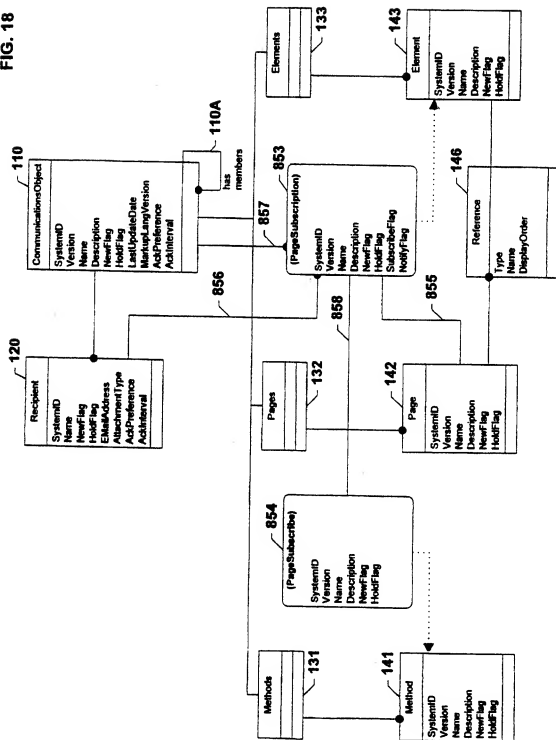 FIG. 18
120
Recipient
SystemID
Name
NewFlag
HoldFlag
EMailAddress
AttachmentType
AckPreference
AckInterval
110
CommunicationsObject
SystemID
Version
Name
Description
NewFlag
HoldFlag
LastUpdateDate
MarkupLangVersion
AckPreference
AckInterval
110A
has
members
856
857
Methods
131
Pages
132
Elements
133
854
(PageSubscribe)
SystemID
Version
Name
Description
NewFlag
HoldFlag
858
853
(PageSubscription)
SystemID
Version
Name
Description
NewFlag
HoldFlag
SubscribeFlag
NotifyFlag
855
141
Method
SystemID
Version
Name
Description
NewFlag
HoldFlag
142
Page
SystemID
Version
Name
Description
NewFlag
HoldFlag
146
Reference
Type
Name
DisplayOrder
143
Element
SystemID
Version
Name
Description
NewFlag
HoldFlag